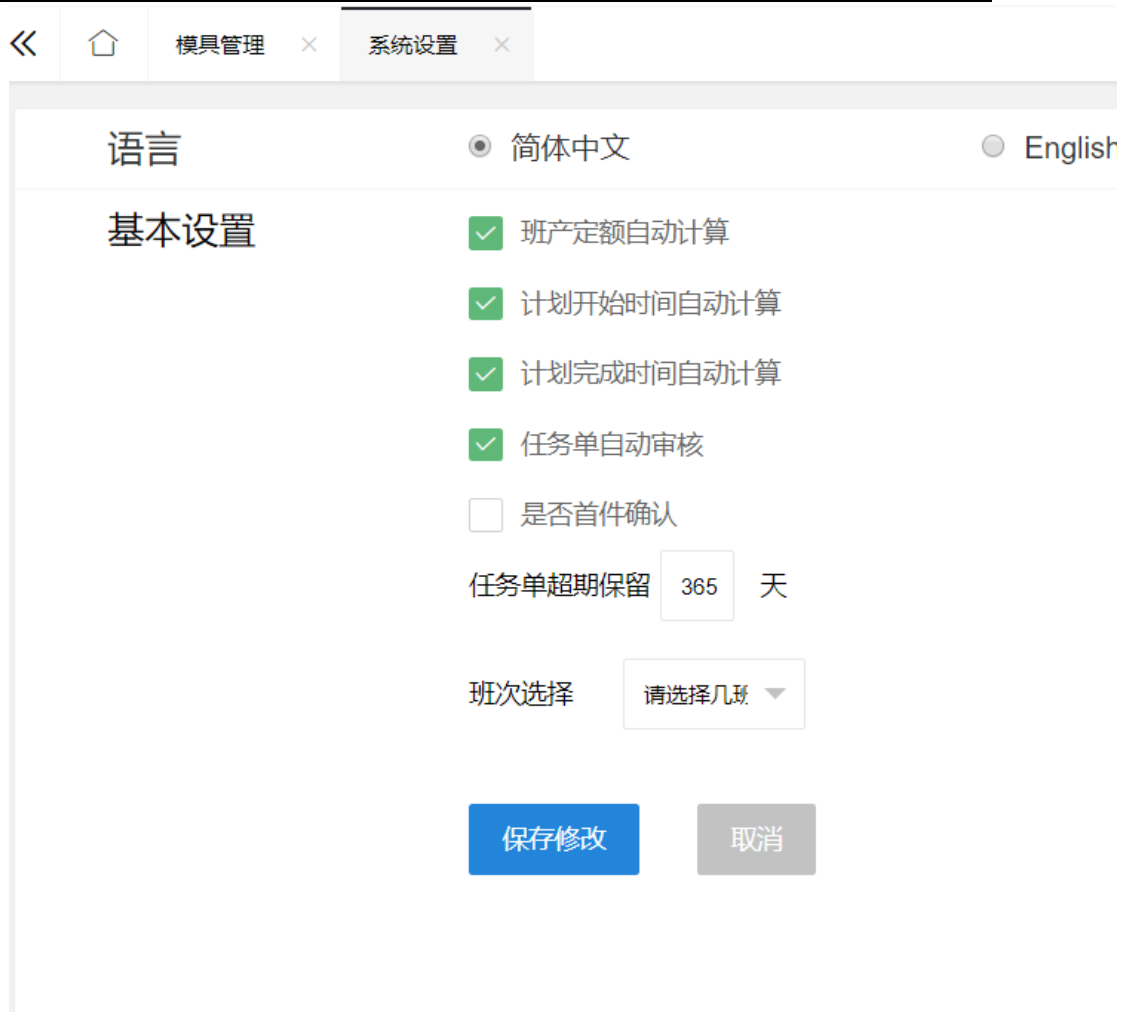 模具管理 系统设置
语言 简体中文 English
基本设置 班产定额自动计算
计划开始时间自动计算
计划完成时间自动计算
任务单自动审核
是否首件确认
任务单超期保留 365 天
班次选择 请选择几班
保存修改 取消